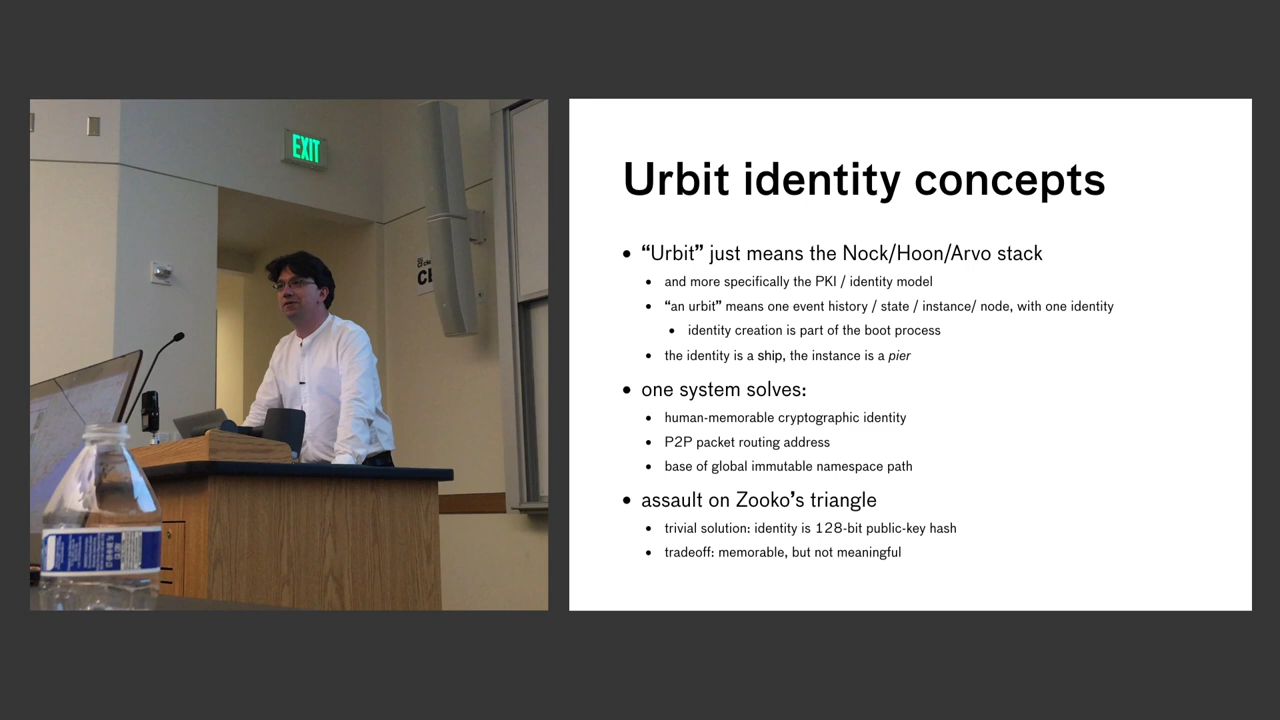 EXIT
Urbit identity concepts
• “Urbit” just means the Nock/Hoon/Arvo stack
• and more specifically the PKI / identity model
• “an urbit” means one event history / state / instance/ node, with one identity
• identity creation is part of the boot process
• the identity is a ship, the instance is a pier
• one system solves:
• human-memorable cryptographic identity
• P2P packet routing address
• base of global immutable namespace path
• assault on Zooko’s triangle
• trivial solution: identity is 128-bit public-key hash
• tradeoff: memorable, but not meaningful